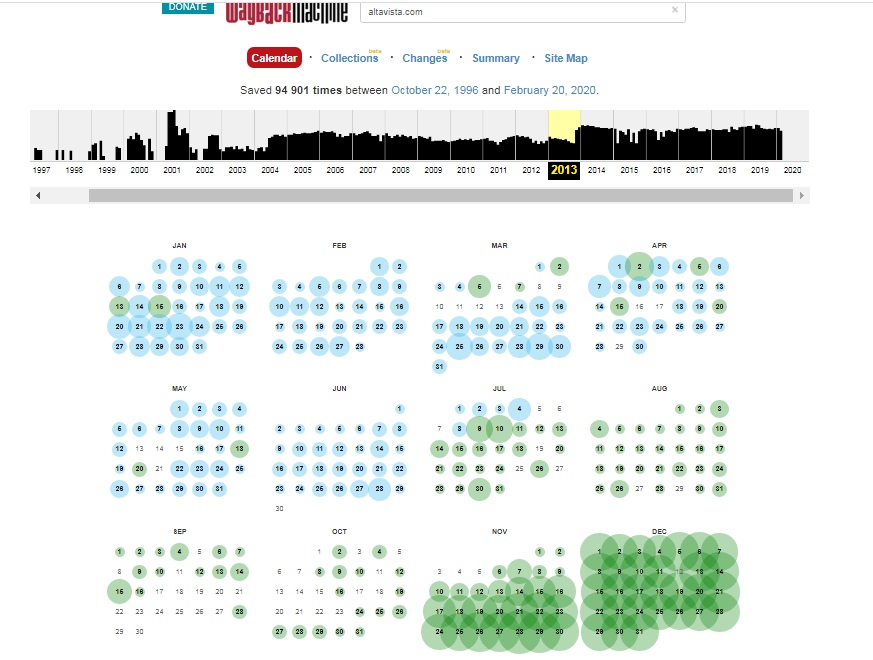 DONATE
WayBackMachine
altavista.com
×
Calendar · Collections beta · Changes beta · Summary · Site Map
Saved 94 901 times between October 22, 1996 and February 20, 2020.
1997 1998 1999 2000 2001 2002 2003 2004 2005 2006 2007 2008 2009 2010 2011 2012 2013 2014 2015 2016 2017 2018 2019 2020
JAN FEB MAR APR
1 2 3 4 5 1 2 1 2 1 2 3 4 5 6
6 7 8 9 10 11 12 3 4 5 6 7 8 9 3 4 5 6 7 8 9 7 8 9 10 11 12 13
13 14 15 16 17 18 19 10 11 12 13 14 15 16 10 11 12 13 14 15 16 14 15 16 17 18 19 20
20 21 22 23 24 25 26 17 18 19 20 21 22 23 17 18 19 20 21 22 23 21 22 23 24 25 26 27
27 28 29 30 31 24 25 26 27 28 24 25 26 27 28 29 30 28 29 30
31
MAY JUN JUL AUG
1 2 3 4 1 1 2 3 4 5 6 1 2 3
5 6 7 8 9 10 11 2 3 4 5 6 7 8 7 8 9 10 11 12 13 4 5 6 7 8 9 10
12 13 14 15 16 17 18 9 10 11 12 13 14 15 14 15 16 17 18 19 20 11 12 13 14 15 16 17
19 20 21 22 23 24 25 16 17 18 19 20 21 22 21 22 23 24 25 26 27 18 19 20 21 22 23 24
26 27 28 29 30 31 23 24 25 26 27 28 29 28 29 30 31 25 26 27 28 29 30 31
30
SEP OCT NOV DEC
1 2 3 4 5 6 7 1 2 3 4 5 1 2 1 2 3 4 5 6 7
8 9 10 11 12 13 14 6 7 8 9 10 11 12 3 4 5 6 7 8 9 8 9 10 11 12 13 14
15 16 17 18 19 20 21 13 14 15 16 17 18 19 10 11 12 13 14 15 16 15 16 17 18 19 20 21
22 23 24 25 26 27 28 20 21 22 23 24 25 26 17 18 19 20 21 22 23 22 23 24 25 26 27 28
29 30 27 28 29 30 31 24 25 26 27 28 29 30 29 30 31